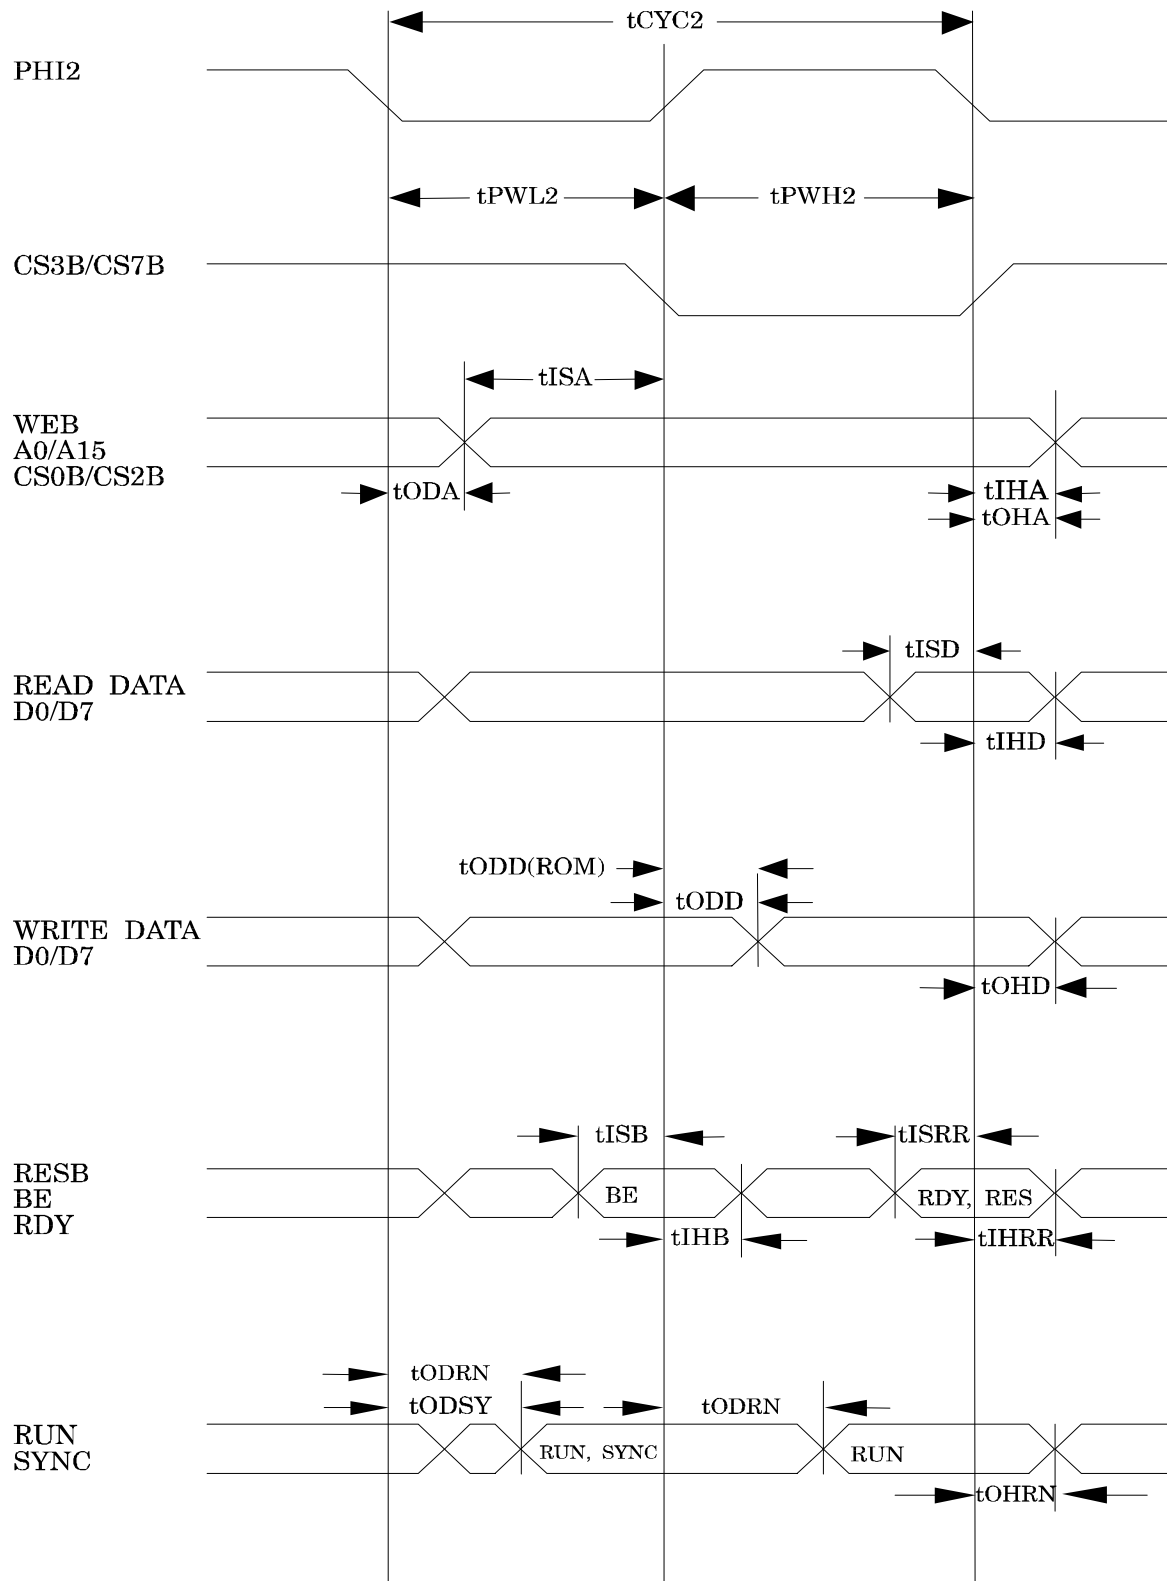 tCYC2
PHI2
tPWL2 tPWH2
CS3B/CS7B
tISA
WEB
A0/A15
CS0B/CS2B
tODA tIHA
tOHA
tISD
READ DATA
D0/D7
tIHD
tODD(ROM)
tODD
WRITE DATA
D0/D7
tOHD
tISB tISRR
RESB
BE
RDY
BE RDY, RES
tIHB tIHRR
tODRN
tODSY tODRN
RUN
SYNC
RUN, SYNC RUN
tOHRN